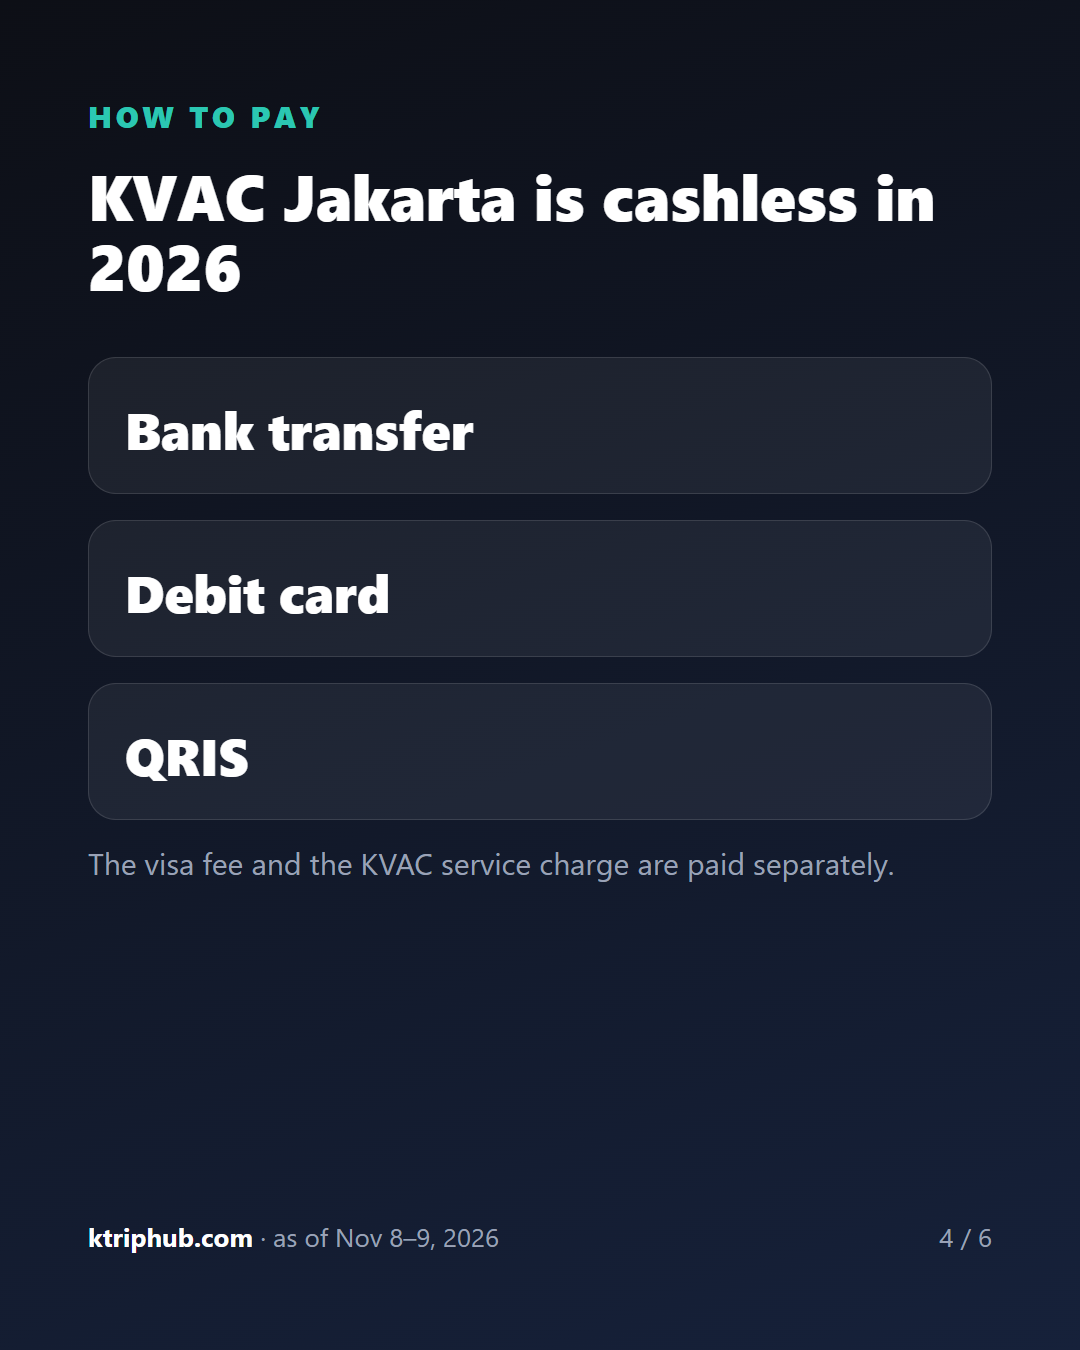 HOW TO PAY
KVAC Jakarta is cashless in
2026
Bank transfer
Debit card
QRIS
The visa fee and the KVAC service charge are paid separately.
ktriphub.com · as of Nov 8–9, 2026
4 / 6